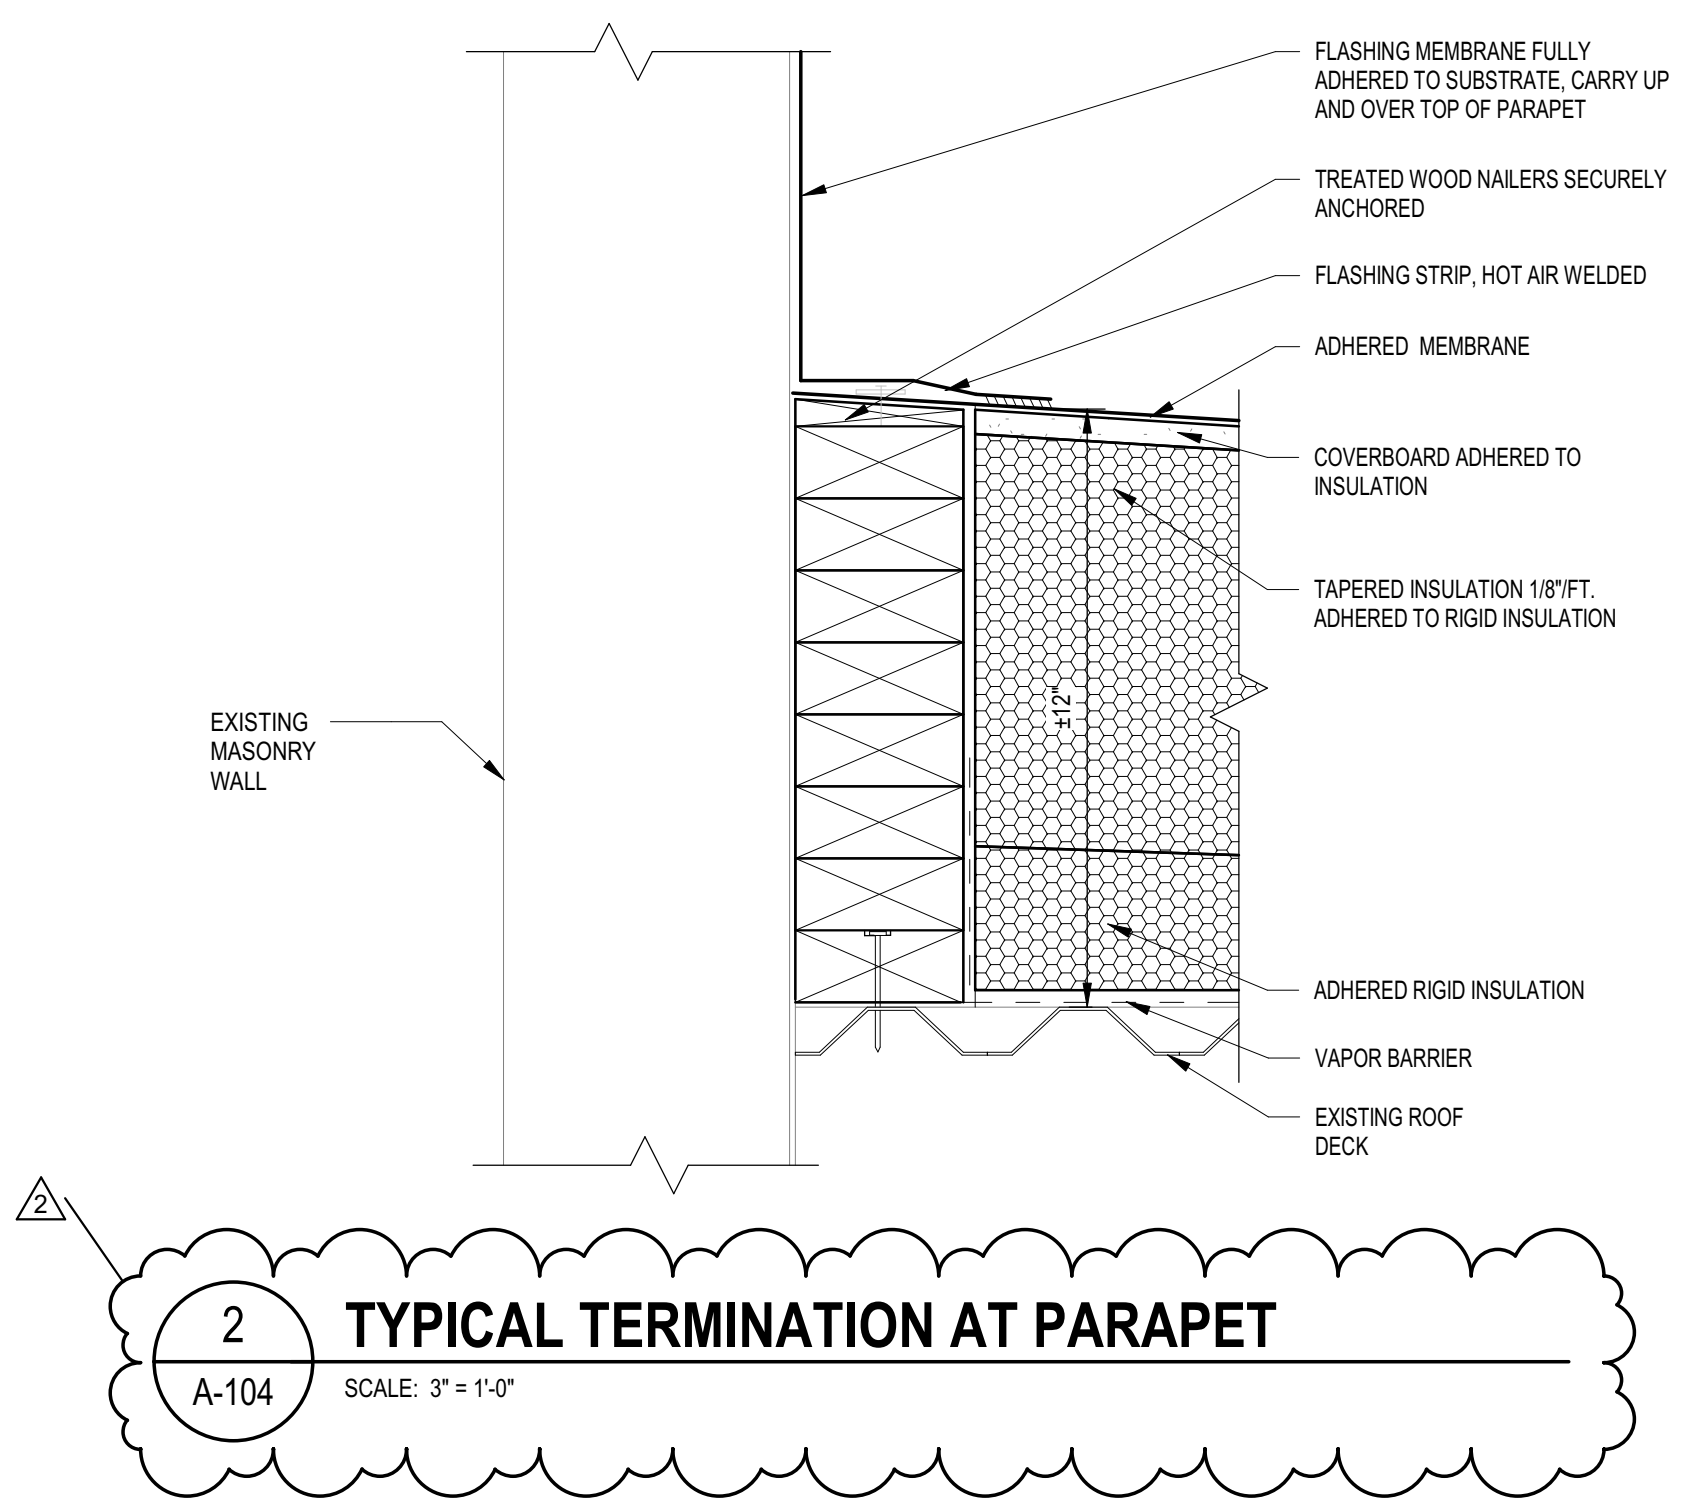 FLASHING MEMBRANE FULLY
ADHERED TO SUBSTRATE, CARRY UP
AND OVER TOP OF PARAPET
TREATED WOOD NAILERS SECURELY
ANCHORED
FLASHING STRIP, HOT AIR WELDED
ADHERED MEMBRANE
COVERBOARD ADHERED TO
INSULATION
TAPERED INSULATION 1/8"/FT.
ADHERED TO RIGID INSULATION
±12"
EXISTING
MASONRY
WALL
ADHERED RIGID INSULATION
VAPOR BARRIER
EXISTING ROOF
DECK
2
2
A-104
TYPICAL TERMINATION AT PARAPET
SCALE: 3" = 1'-0"